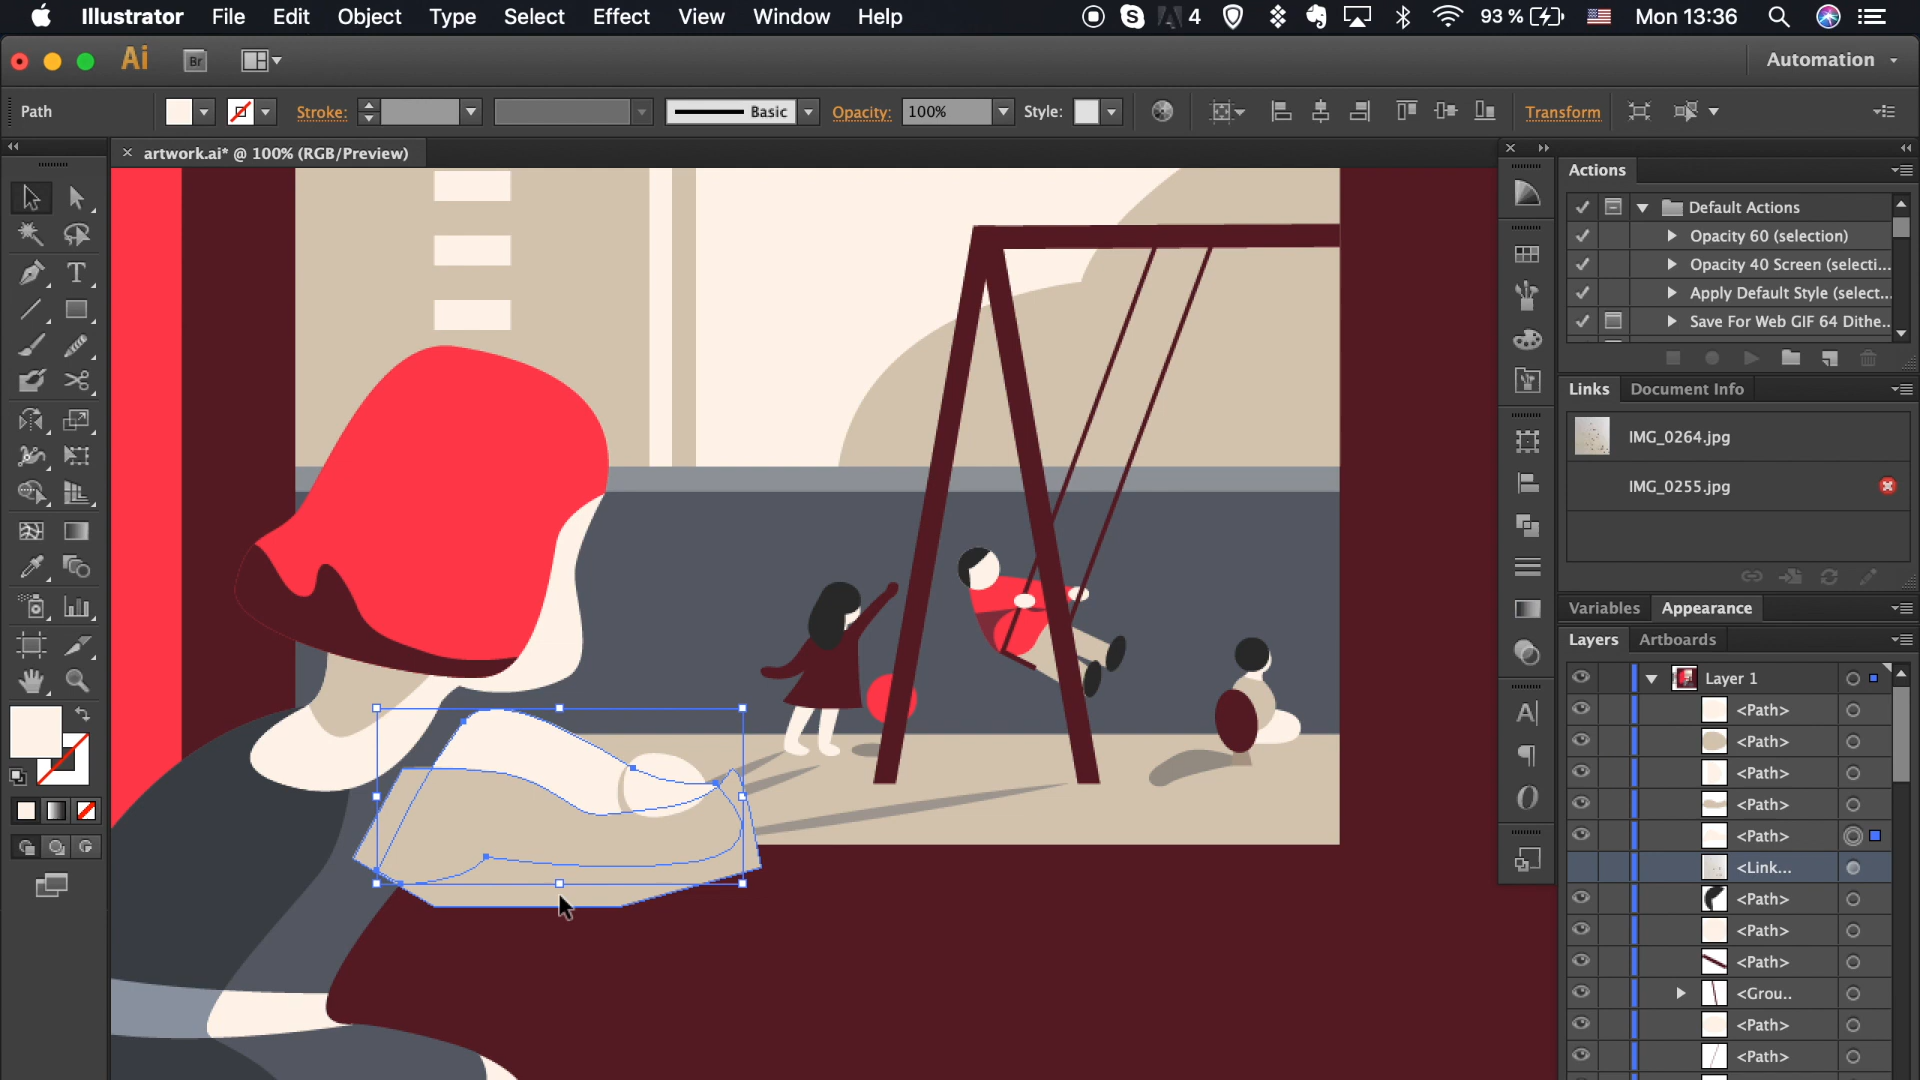 Illustrator File Edit Object Type Select Effect View Window Help 4 93 % Mon 13:36
Ai Br Automation
Path Stroke: Basic Opacity: 100% Style: Transform
× artwork.ai* @ 100% (RGB/Preview)
Actions
Default Actions
Opacity 60 (selection)
Opacity 40 Screen (selecti...
Apply Default Style (select...
Save For Web GIF 64 Dithe...
Links Document Info
IMG_0264.jpg
IMG_0255.jpg
Variables Appearance
Layers Artboards
Layer 1
<Path>
<Path>
<Path>
<Path>
<Path>
<Link...
<Path>
<Path>
<Path>
<Grou..
<Path>
<Path>